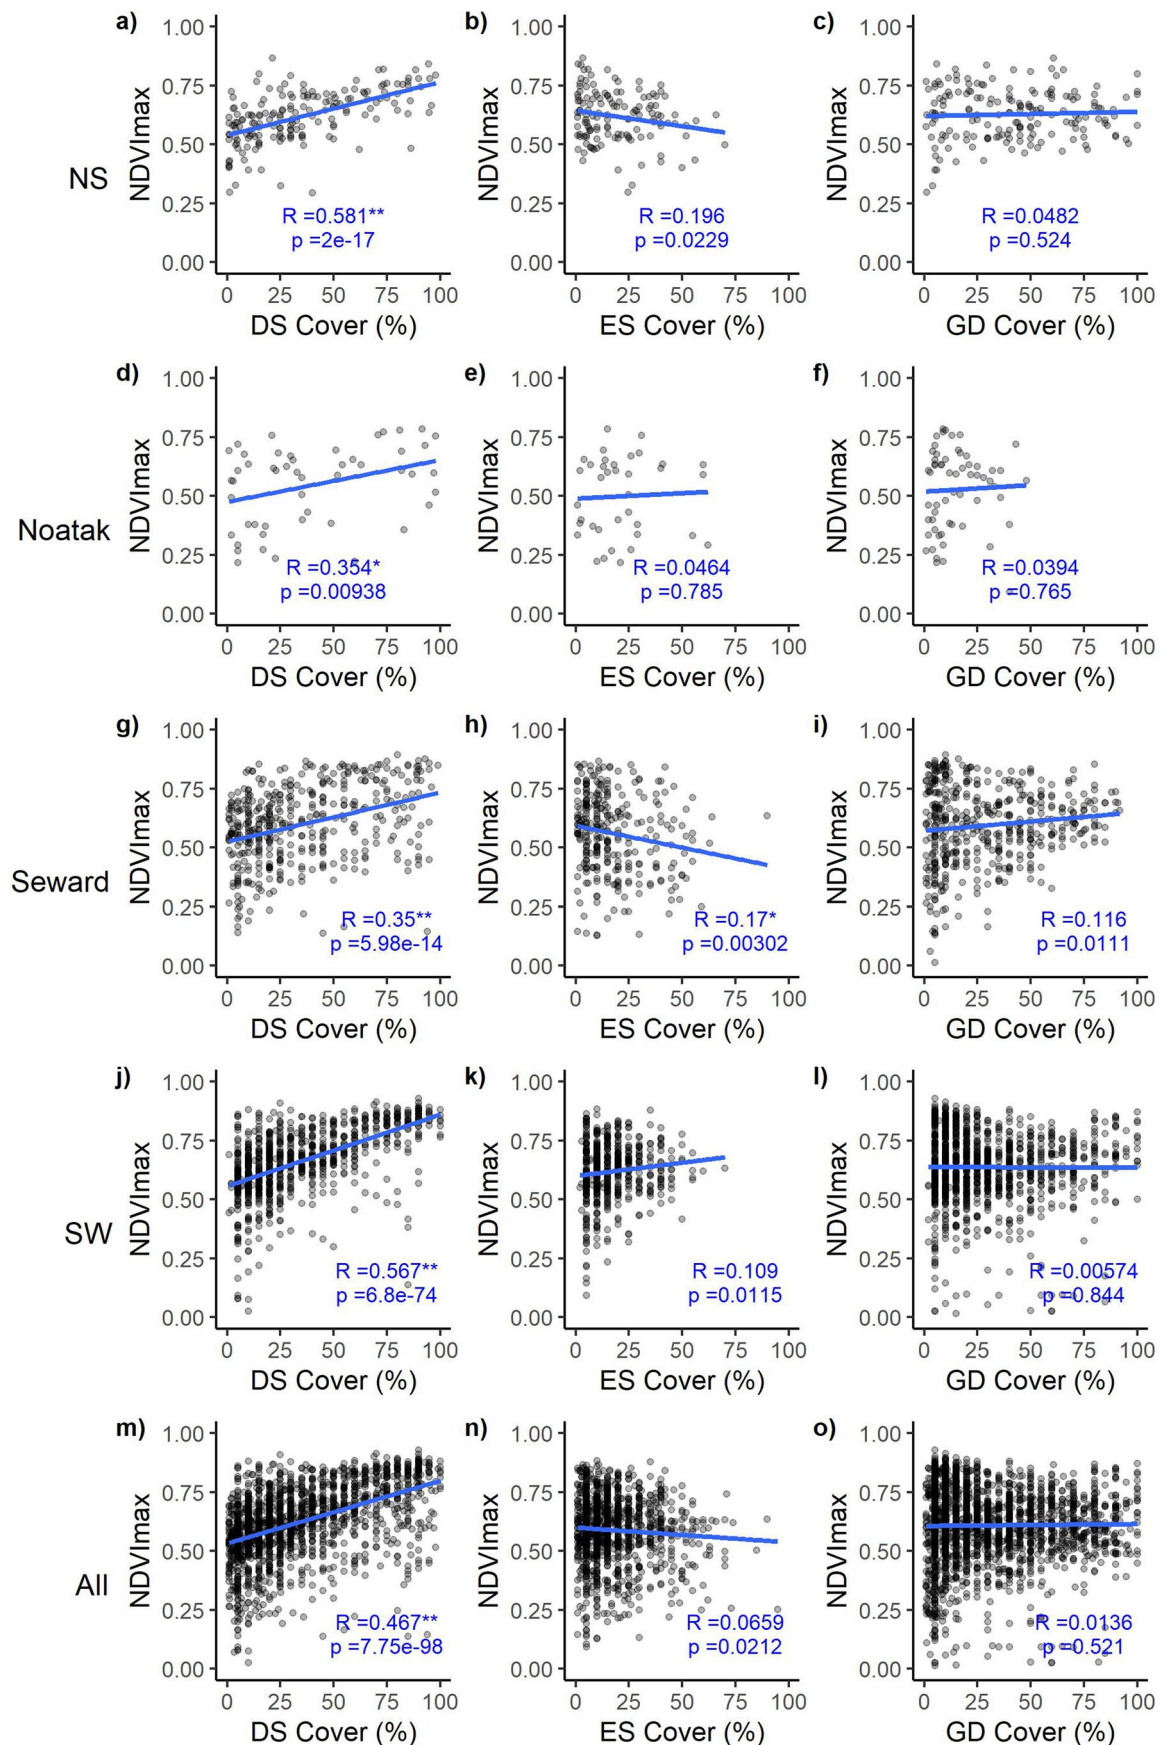 a)
1.00
0.75
0.50
0.25
0.00
NDVImax
R =0.581**
p =2e-17
0 25 50 75 100
DS Cover (%)
b)
1.00
0.75
0.50
0.25
0.00
NDVImax
R =0.196
p =0.0229
0 25 50 75 100
ES Cover (%)
c)
1.00
0.75
0.50
0.25
0.00
NDVImax
R =0.0482
p =0.524
0 25 50 75 100
GD Cover (%)
NS
d)
1.00
0.75
0.50
0.25
0.00
NDVImax
R =0.354*
p =0.00938
0 25 50 75 100
DS Cover (%)
e)
1.00
0.75
0.50
0.25
0.00
NDVImax
R =0.0464
p =0.785
0 25 50 75 100
ES Cover (%)
f)
1.00
0.75
0.50
0.25
0.00
NDVImax
R =0.0394
p =0.765
0 25 50 75 100
GD Cover (%)
Noatak
g)
1.00
0.75
0.50
0.25
0.00
NDVImax
R =0.35**
p =5.98e-14
0 25 50 75 100
DS Cover (%)
h)
1.00
0.75
0.50
0.25
0.00
NDVImax
R =0.17*
p =0.00302
0 25 50 75 100
ES Cover (%)
i)
1.00
0.75
0.50
0.25
0.00
NDVImax
R =0.116
p =0.0111
0 25 50 75 100
GD Cover (%)
Seward
j)
1.00
0.75
0.50
0.25
0.00
NDVImax
R =0.567**
p =6.8e-74
0 25 50 75 100
DS Cover (%)
k)
1.00
0.75
0.50
0.25
0.00
NDVImax
R =0.109
p =0.0115
0 25 50 75 100
ES Cover (%)
l)
1.00
0.75
0.50
0.25
0.00
NDVImax
R =0.00574
p =0.844
0 25 50 75 100
GD Cover (%)
SW
m)
1.00
0.75
0.50
0.25
0.00
NDVImax
R =0.467**
p =7.75e-98
0 25 50 75 100
DS Cover (%)
n)
1.00
0.75
0.50
0.25
0.00
NDVImax
R =0.0659
p =0.0212
0 25 50 75 100
ES Cover (%)
o)
1.00
0.75
0.50
0.25
0.00
NDVImax
R =0.0136
p =0.521
0 25 50 75 100
GD Cover (%)
All